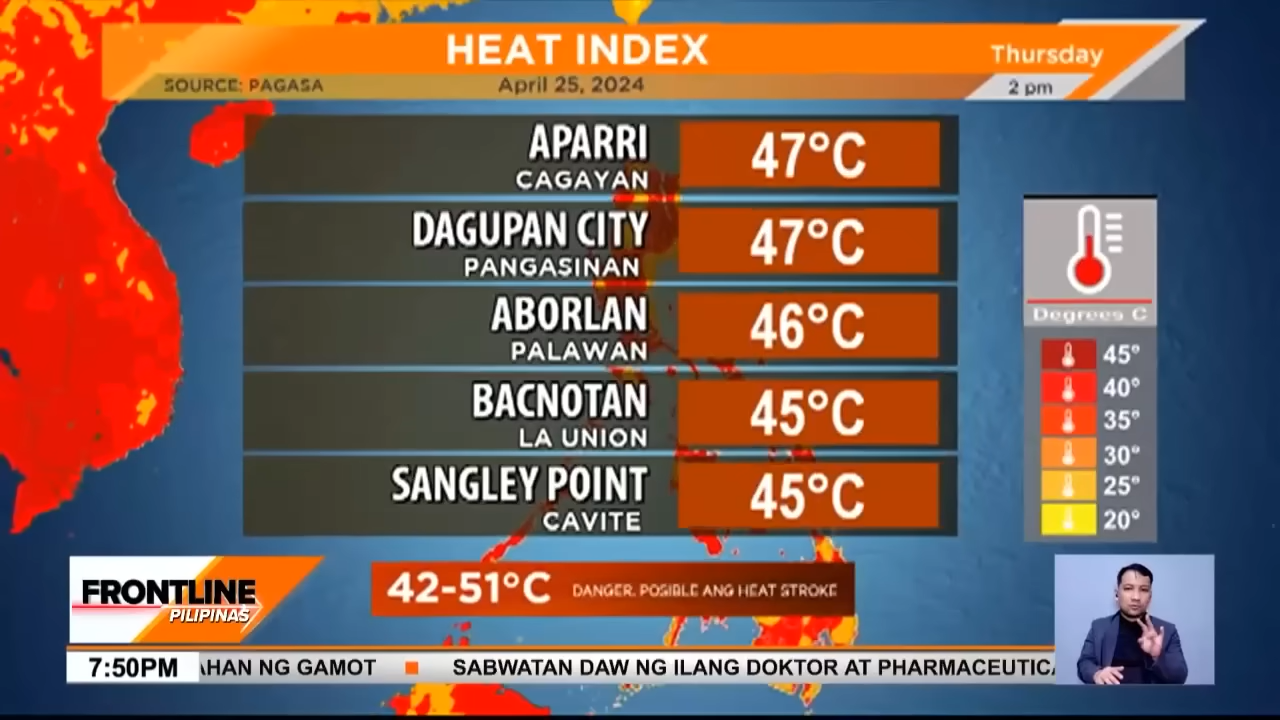 HEAT INDEX
Thursday
SOURCE: PAGASA
April 25, 2024
2 pm
APARRI
CAGAYAN
47°C
DAGUPAN CITY
PANGASINAN
47°C
ABORLAN
PALAWAN
46°C
BACNOTAN
LA UNION
45°C
SANGLEY POINT
CAVITE
45°C
Degrees C
45°
40°
35°
30°
25°
20°
42-51°C
DANGER. POSIBLE ANG HEAT STROKE
FRONTLINE
PILIPINAS
7:50PM
AHAN NG GAMOT ■ SABWATAN DAW NG ILANG DOKTOR AT PHARMACEUTICA